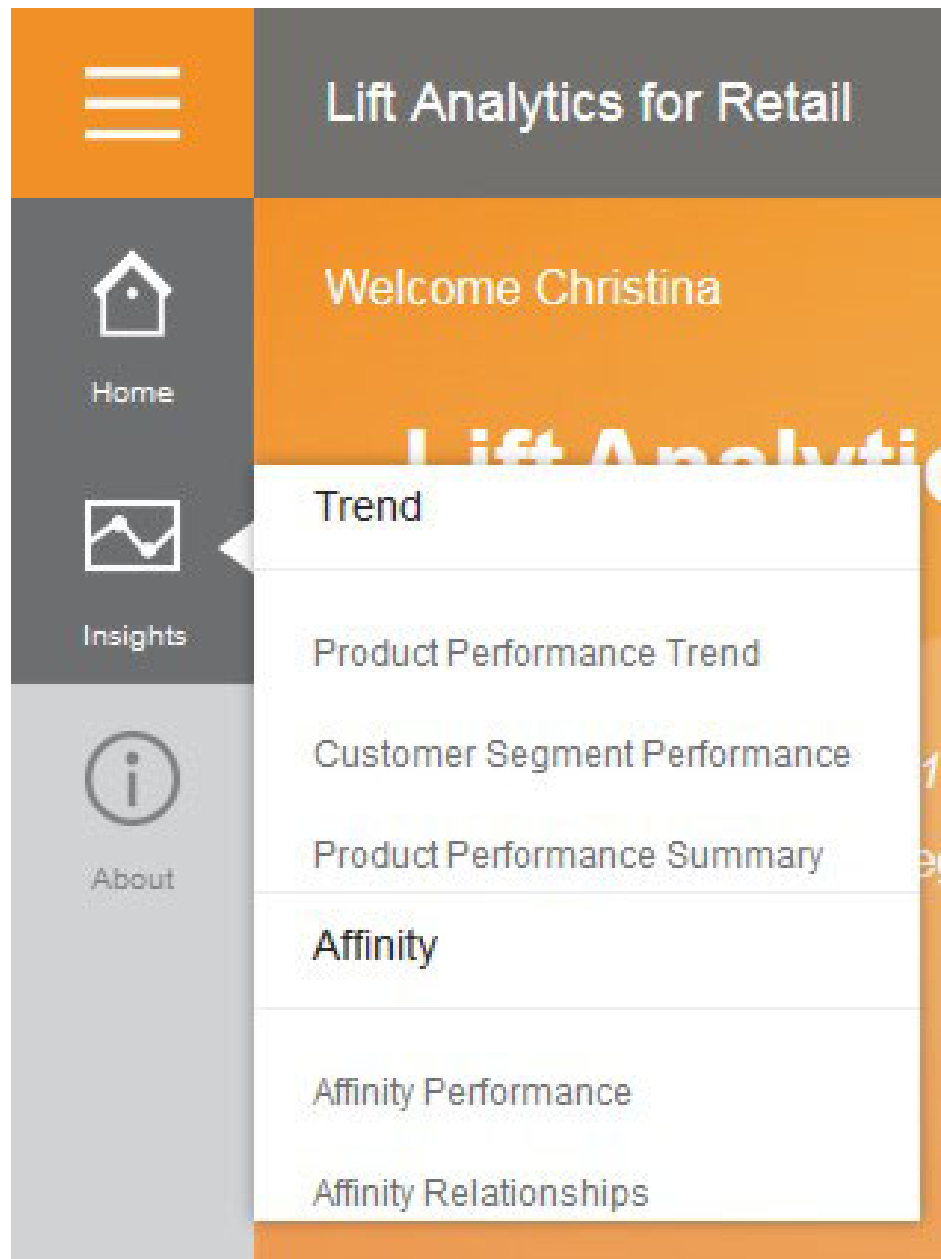 Lift Analytics for Retail
Welcome Christina
Home
Trend
Insights
Product Performance Trend
Customer Segment Performance
Product Performance Summary
About
Affinity
Affinity Performance
Affinity Relationships